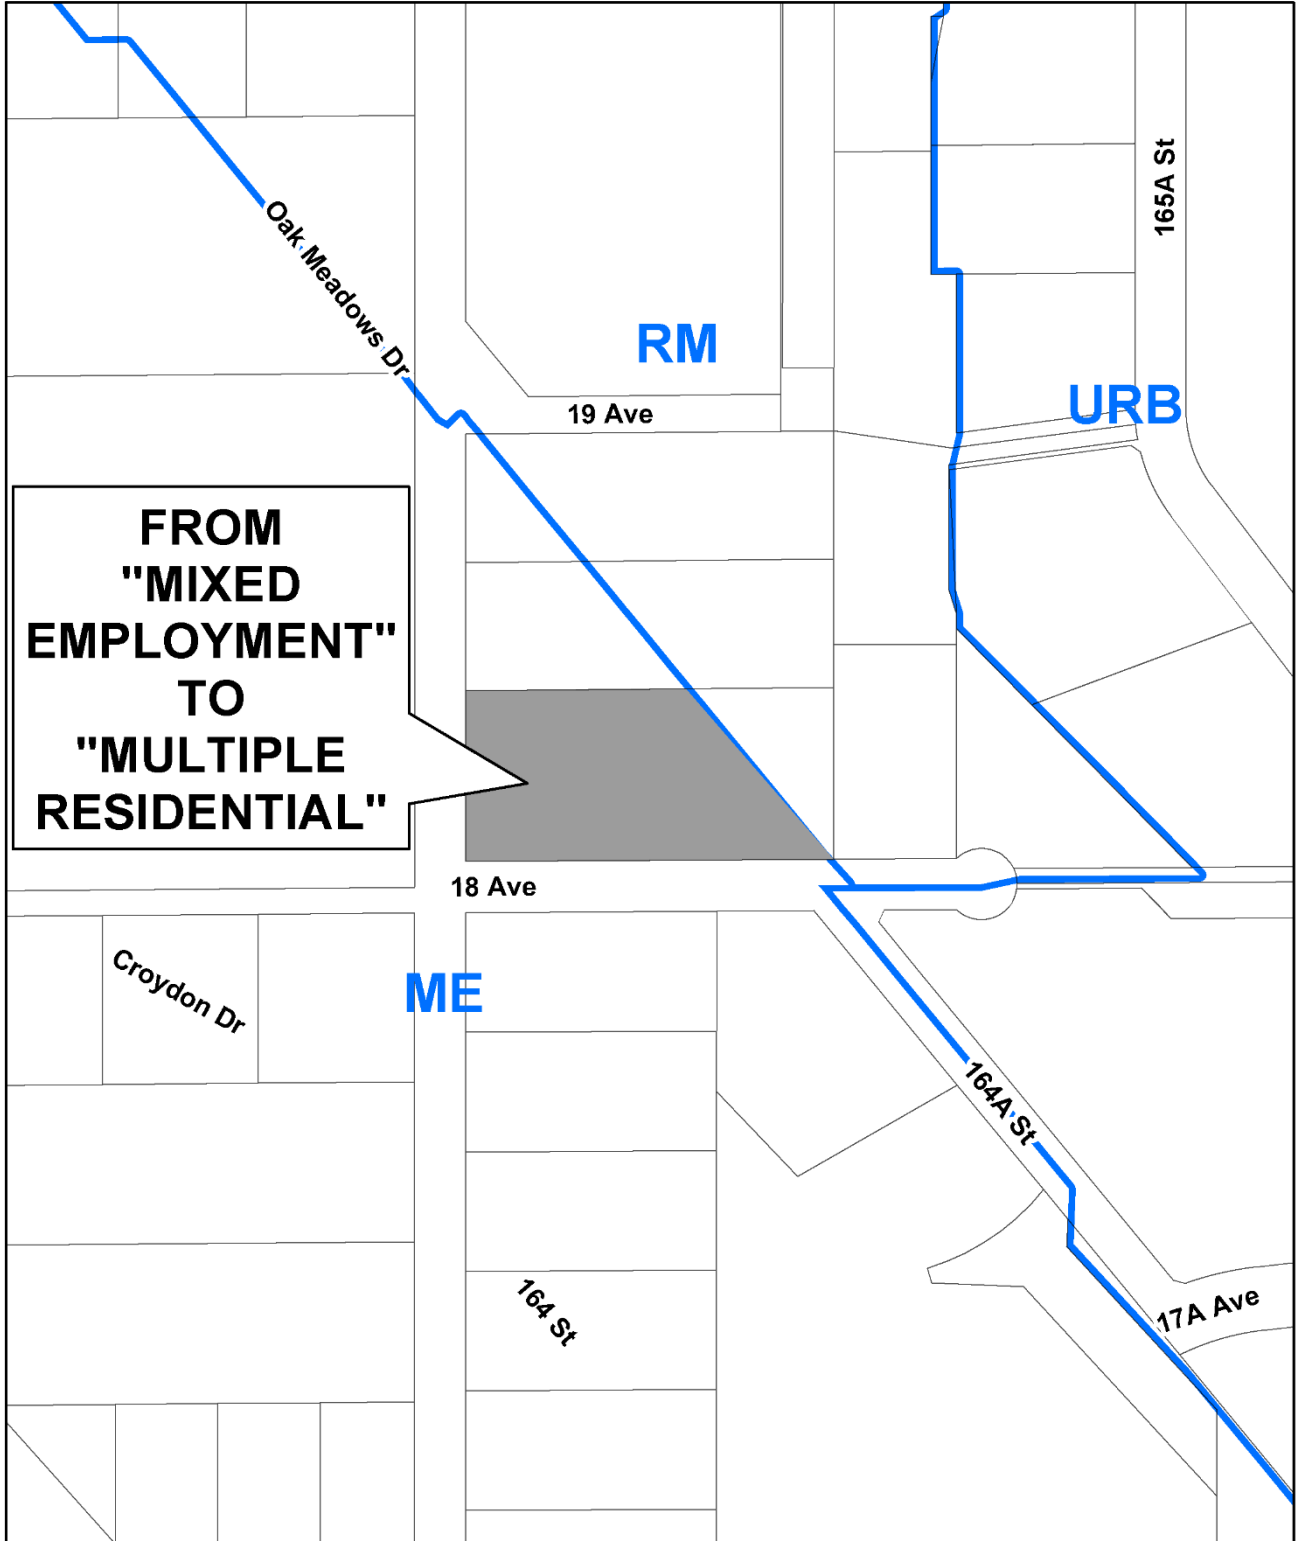 165A St
Oak Meadows Dr
RM
URB
19 Ave
FROM
"MIXED
EMPLOYMENT"
TO
"MULTIPLE
RESIDENTIAL"
18 Ave
Croydon Dr
ME
164A St
164 St
17A Ave